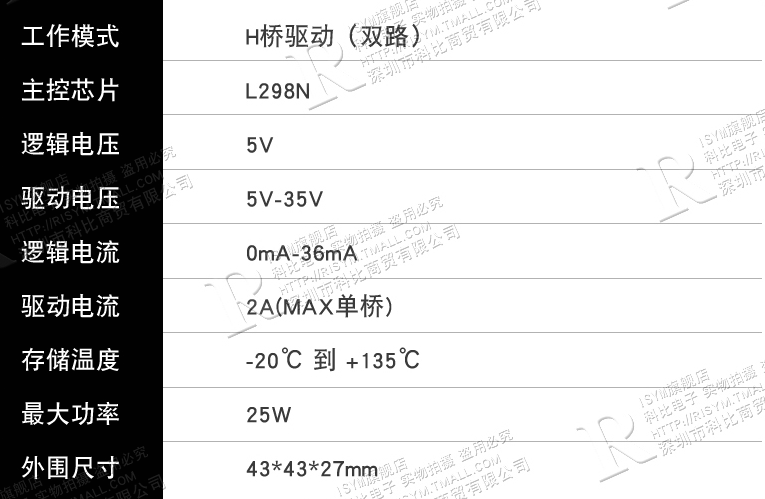 工作模式 H桥驱动（双路）
主控芯片 L298N
逻辑电压 5V
驱动电压 5V-35V
逻辑电流 0mA-36mA
驱动电流 2A(MAX单桥)
存储温度 -20℃ 到 +135℃
最大功率 25W
外围尺寸 43*43*27mm